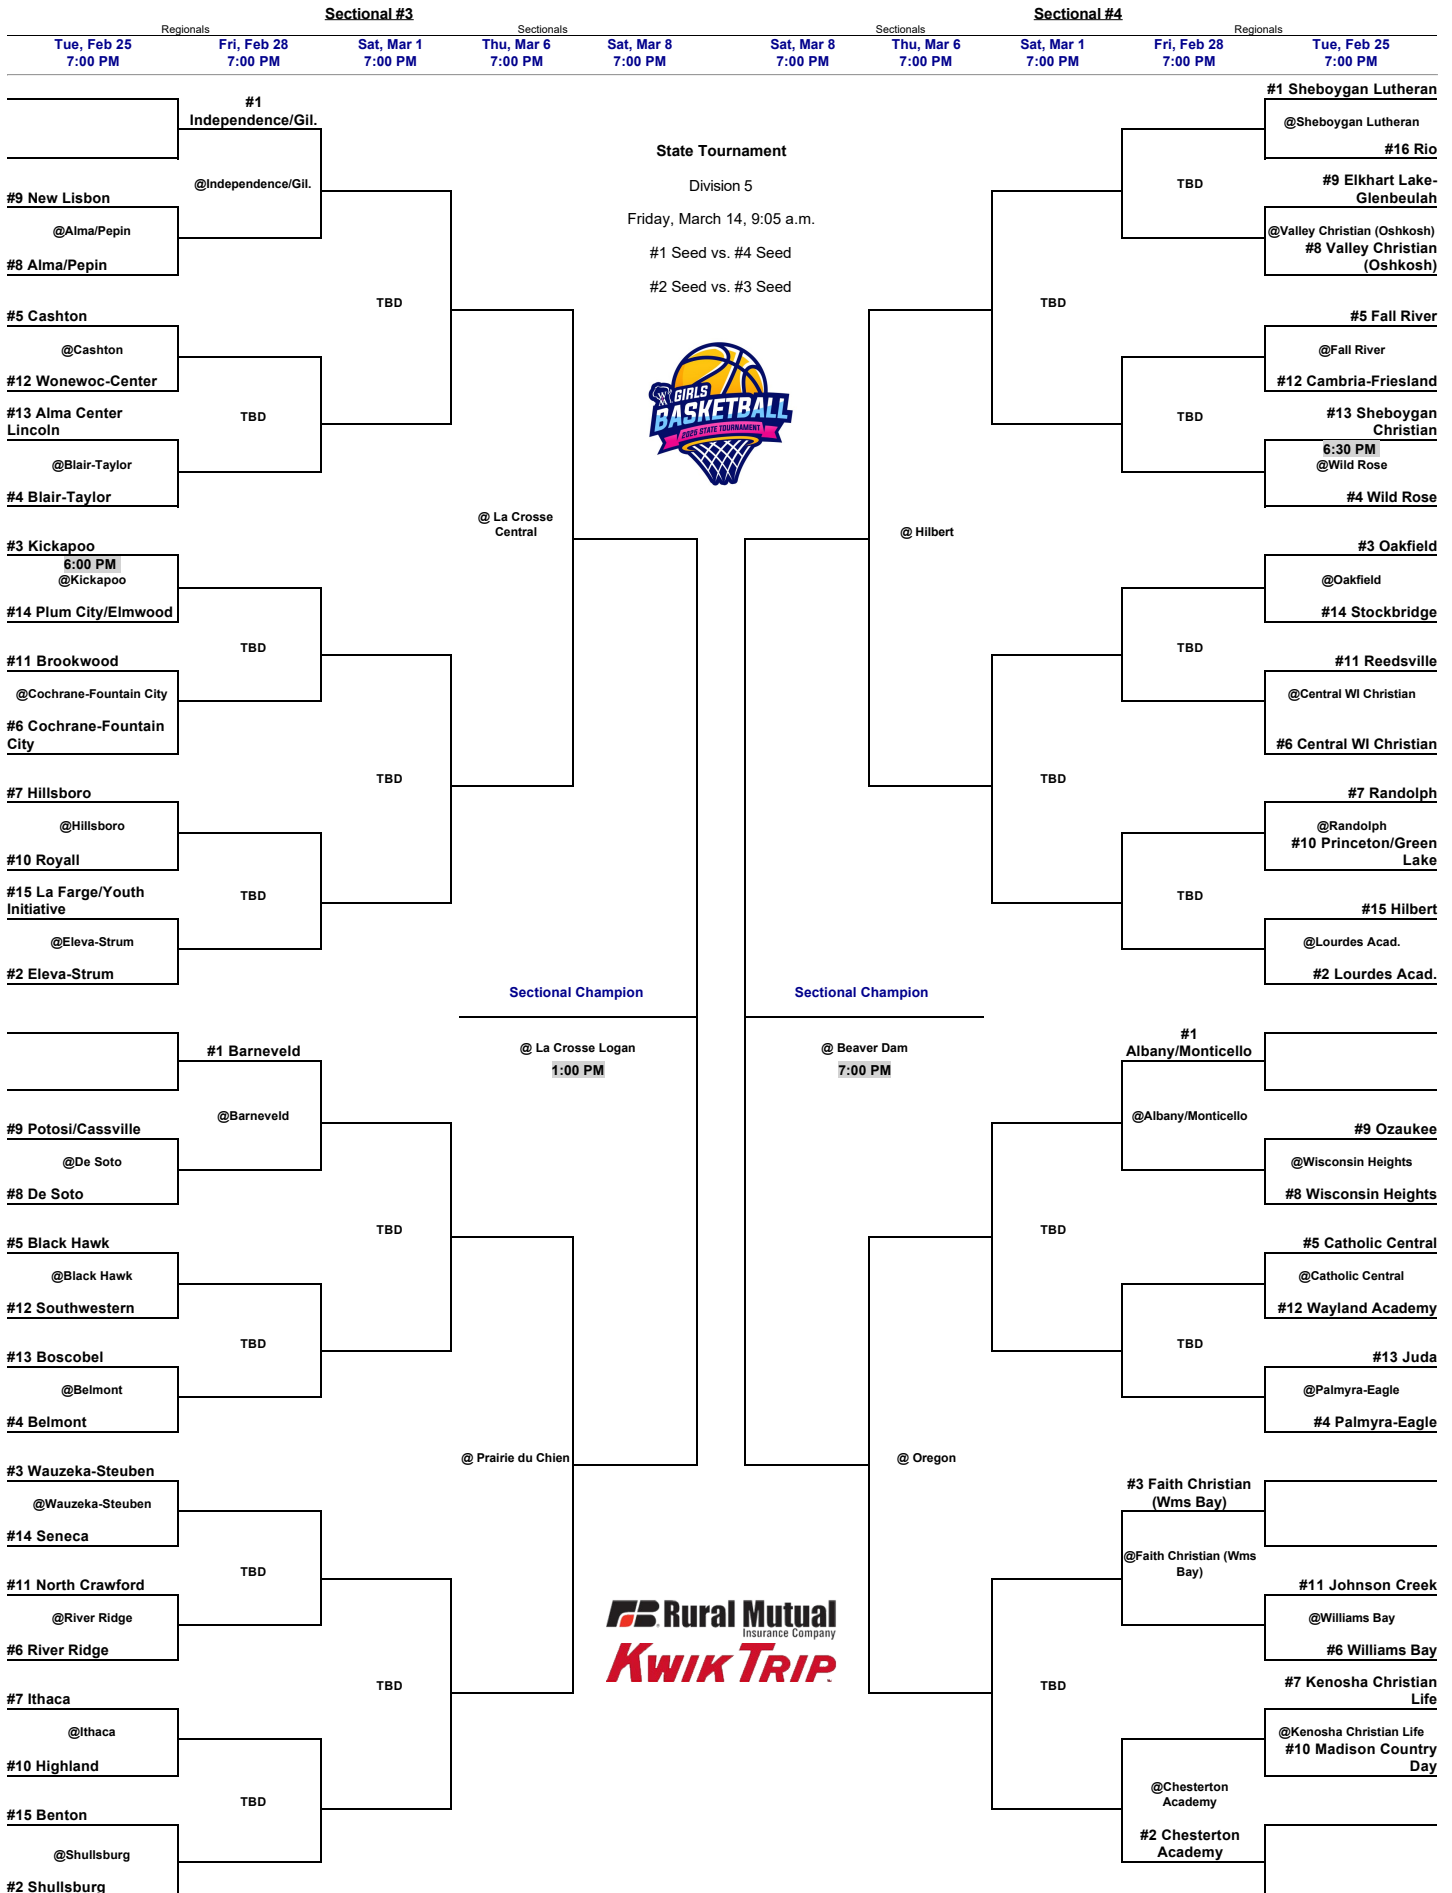 Sectional #3
Sectional #4
Regionals
Sectionals
Sectionals
Regionals
Tue, Feb 25
7:00 PM
Fri, Feb 28
7:00 PM
Sat, Mar 1
7:00 PM
Thu, Mar 6
7:00 PM
Sat, Mar 8
7:00 PM
Sat, Mar 8
7:00 PM
Thu, Mar 6
7:00 PM
Sat, Mar 1
7:00 PM
Fri, Feb 28
7:00 PM
Tue, Feb 25
7:00 PM
#1
Independence/Gil.
@Independence/Gil.
#9 New Lisbon
@Alma/Pepin
#8 Alma/Pepin
TBD
#5 Cashton
@Cashton
#12 Wonewoc-Center
#13 Alma Center
Lincoln
TBD
@Blair-Taylor
#4 Blair-Taylor
@ La Crosse
Central
#3 Kickapoo
6:00 PM
@Kickapoo
#14 Plum City/Elmwood
TBD
#11 Brookwood
@Cochrane-Fountain City
#6 Cochrane-Fountain
City
TBD
#7 Hillsboro
@Hillsboro
#10 Royall
#15 La Farge/Youth
Initiative
TBD
@Eleva-Strum
#2 Eleva-Strum
State Tournament
Division 5
Friday, March 14, 9:05 a.m.
#1 Seed vs. #4 Seed
#2 Seed vs. #3 Seed
GIRLS
BASKETBALL
2025 STATE TOURNAMENT
#1 Sheboygan Lutheran
@Sheboygan Lutheran
#16 Rio
TBD
#9 Elkhart Lake-
Glenbeulah
@Valley Christian (Oshkosh)
#8 Valley Christian
(Oshkosh)
TBD
#5 Fall River
@Fall River
#12 Cambria-Friesland
TBD
#13 Sheboygan
Christian
6:30 PM
@Wild Rose
#4 Wild Rose
@ Hilbert
#3 Oakfield
@Oakfield
#14 Stockbridge
TBD
#11 Reedsville
@Central WI Christian
#6 Central WI Christian
TBD
#7 Randolph
@Randolph
#10 Princeton/Green
Lake
TBD
#15 Hilbert
@Lourdes Acad.
#2 Lourdes Acad.
Sectional Champion
Sectional Champion
@ La Crosse Logan
1:00 PM
@ Beaver Dam
7:00 PM
#1 Barneveld
@Barneveld
#9 Potosi/Cassville
@De Soto
#8 De Soto
TBD
#5 Black Hawk
@Black Hawk
#12 Southwestern
TBD
#13 Boscobel
@Belmont
#4 Belmont
@ Prairie du Chien
#3 Wauzeka-Steuben
@Wauzeka-Steuben
#14 Seneca
TBD
#11 North Crawford
@River Ridge
#6 River Ridge
TBD
#7 Ithaca
@Ithaca
#10 Highland
TBD
#15 Benton
@Shullsburg
#2 Shullsburg
Rural Mutual
Insurance Company
KWIK TRIP
#1
Albany/Monticello
@Albany/Monticello
#9 Ozaukee
@Wisconsin Heights
#8 Wisconsin Heights
TBD
#5 Catholic Central
@Catholic Central
#12 Wayland Academy
TBD
#13 Juda
@Palmyra-Eagle
#4 Palmyra-Eagle
@ Oregon
#3 Faith Christian
(Wms Bay)
@Faith Christian (Wms
Bay)
#11 Johnson Creek
@Williams Bay
#6 Williams Bay
TBD
#7 Kenosha Christian
Life
@Kenosha Christian Life
#10 Madison Country
Day
@Chesterton
Academy
#2 Chesterton
Academy